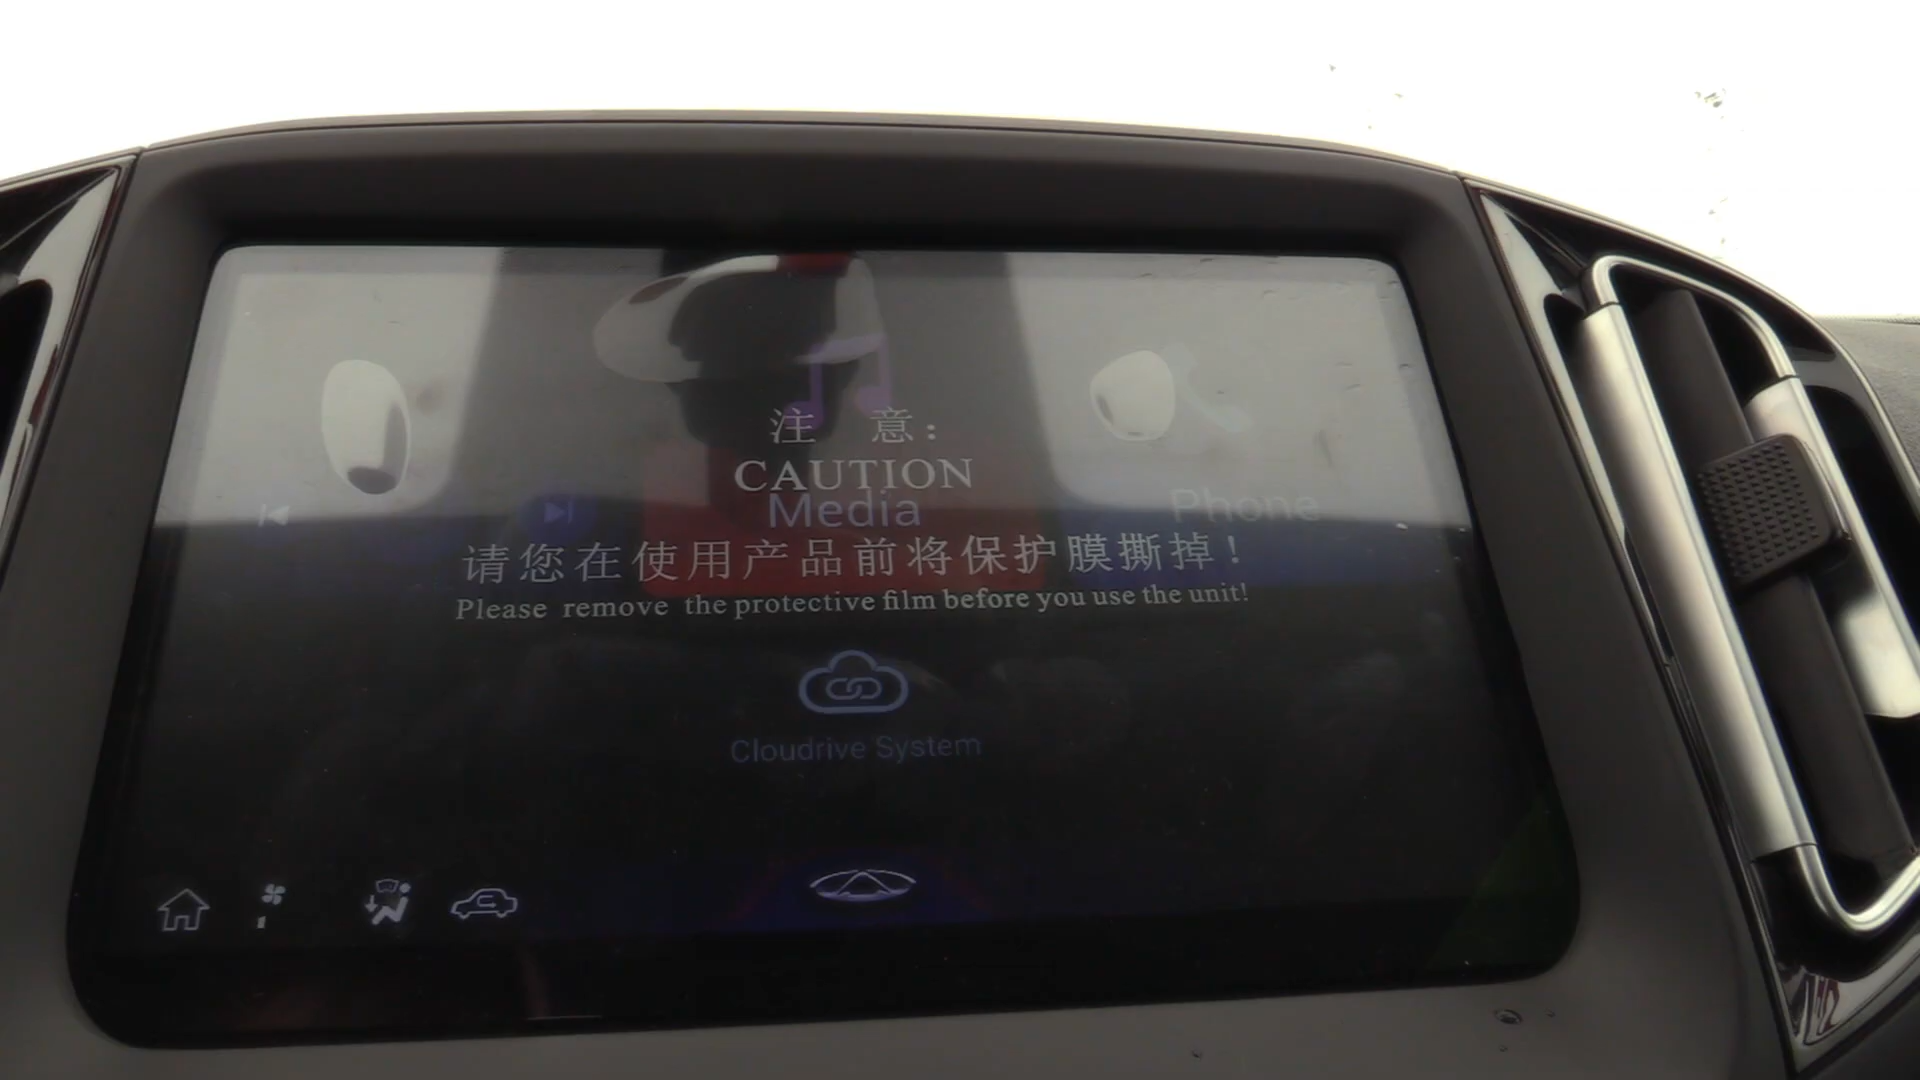 注 意:
CAUTION
Media
Phone
请您在使用产品前将保护膜撕掉!
Please remove the protective film before you use the unit!
Cloudrive System
1